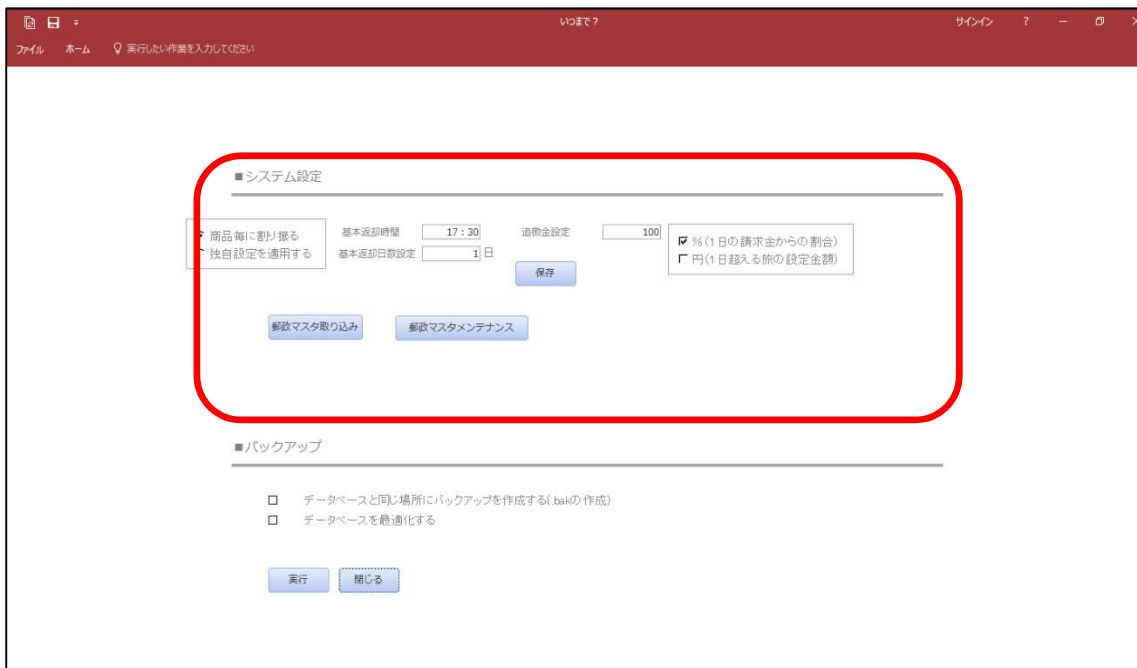 いつまで?
サインイン ?
ファイル ホーム 実行したい作業を入力してください
■システム設定
商品毎に割り振る
独自設定を適用する
基本返却時間 17:30
基本返却日数設定 1 日
追徴金設定 100
%(1日の請求金からの割合)
円(1日超える旅の設定金額)
保存
郵政マスタ取り込み 郵政マスタメンテナンス
■バックアップ
データベースと同じ場所にバックアップを作成する(.bakの作成)
データベースを最適化する
実行 閉じる